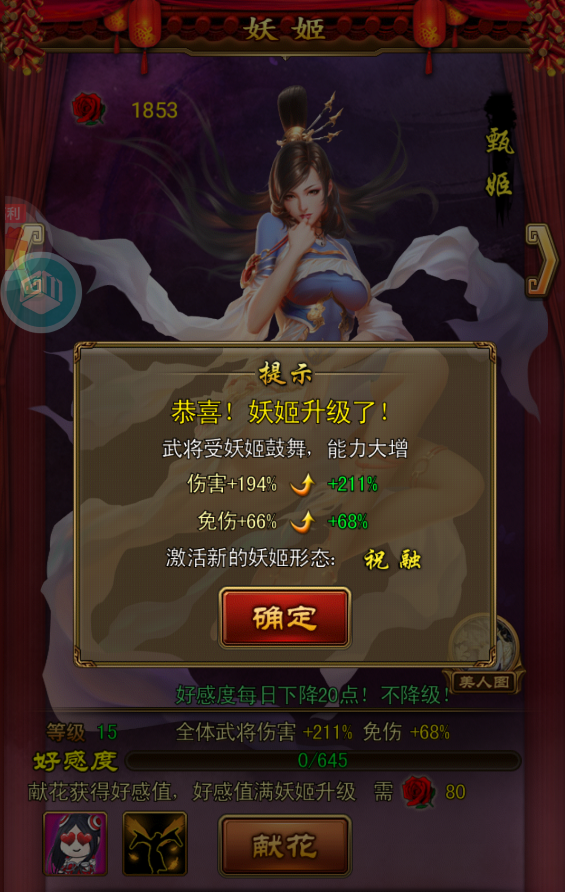 妖姬
1853
甄姬
利
提示
恭喜！妖姬升级了！
武将受妖姬鼓舞，能力大增
伤害+194% +211%
免伤+66% +68%
激活新的妖姬形态：祝融
确定
美人图
好感度每日下降20点！不降级！
等级 15 全体武将伤害 +211% 免伤 +68%
好感度 0/645
献花获得好感值，好感值满妖姬升级 需 80
献花